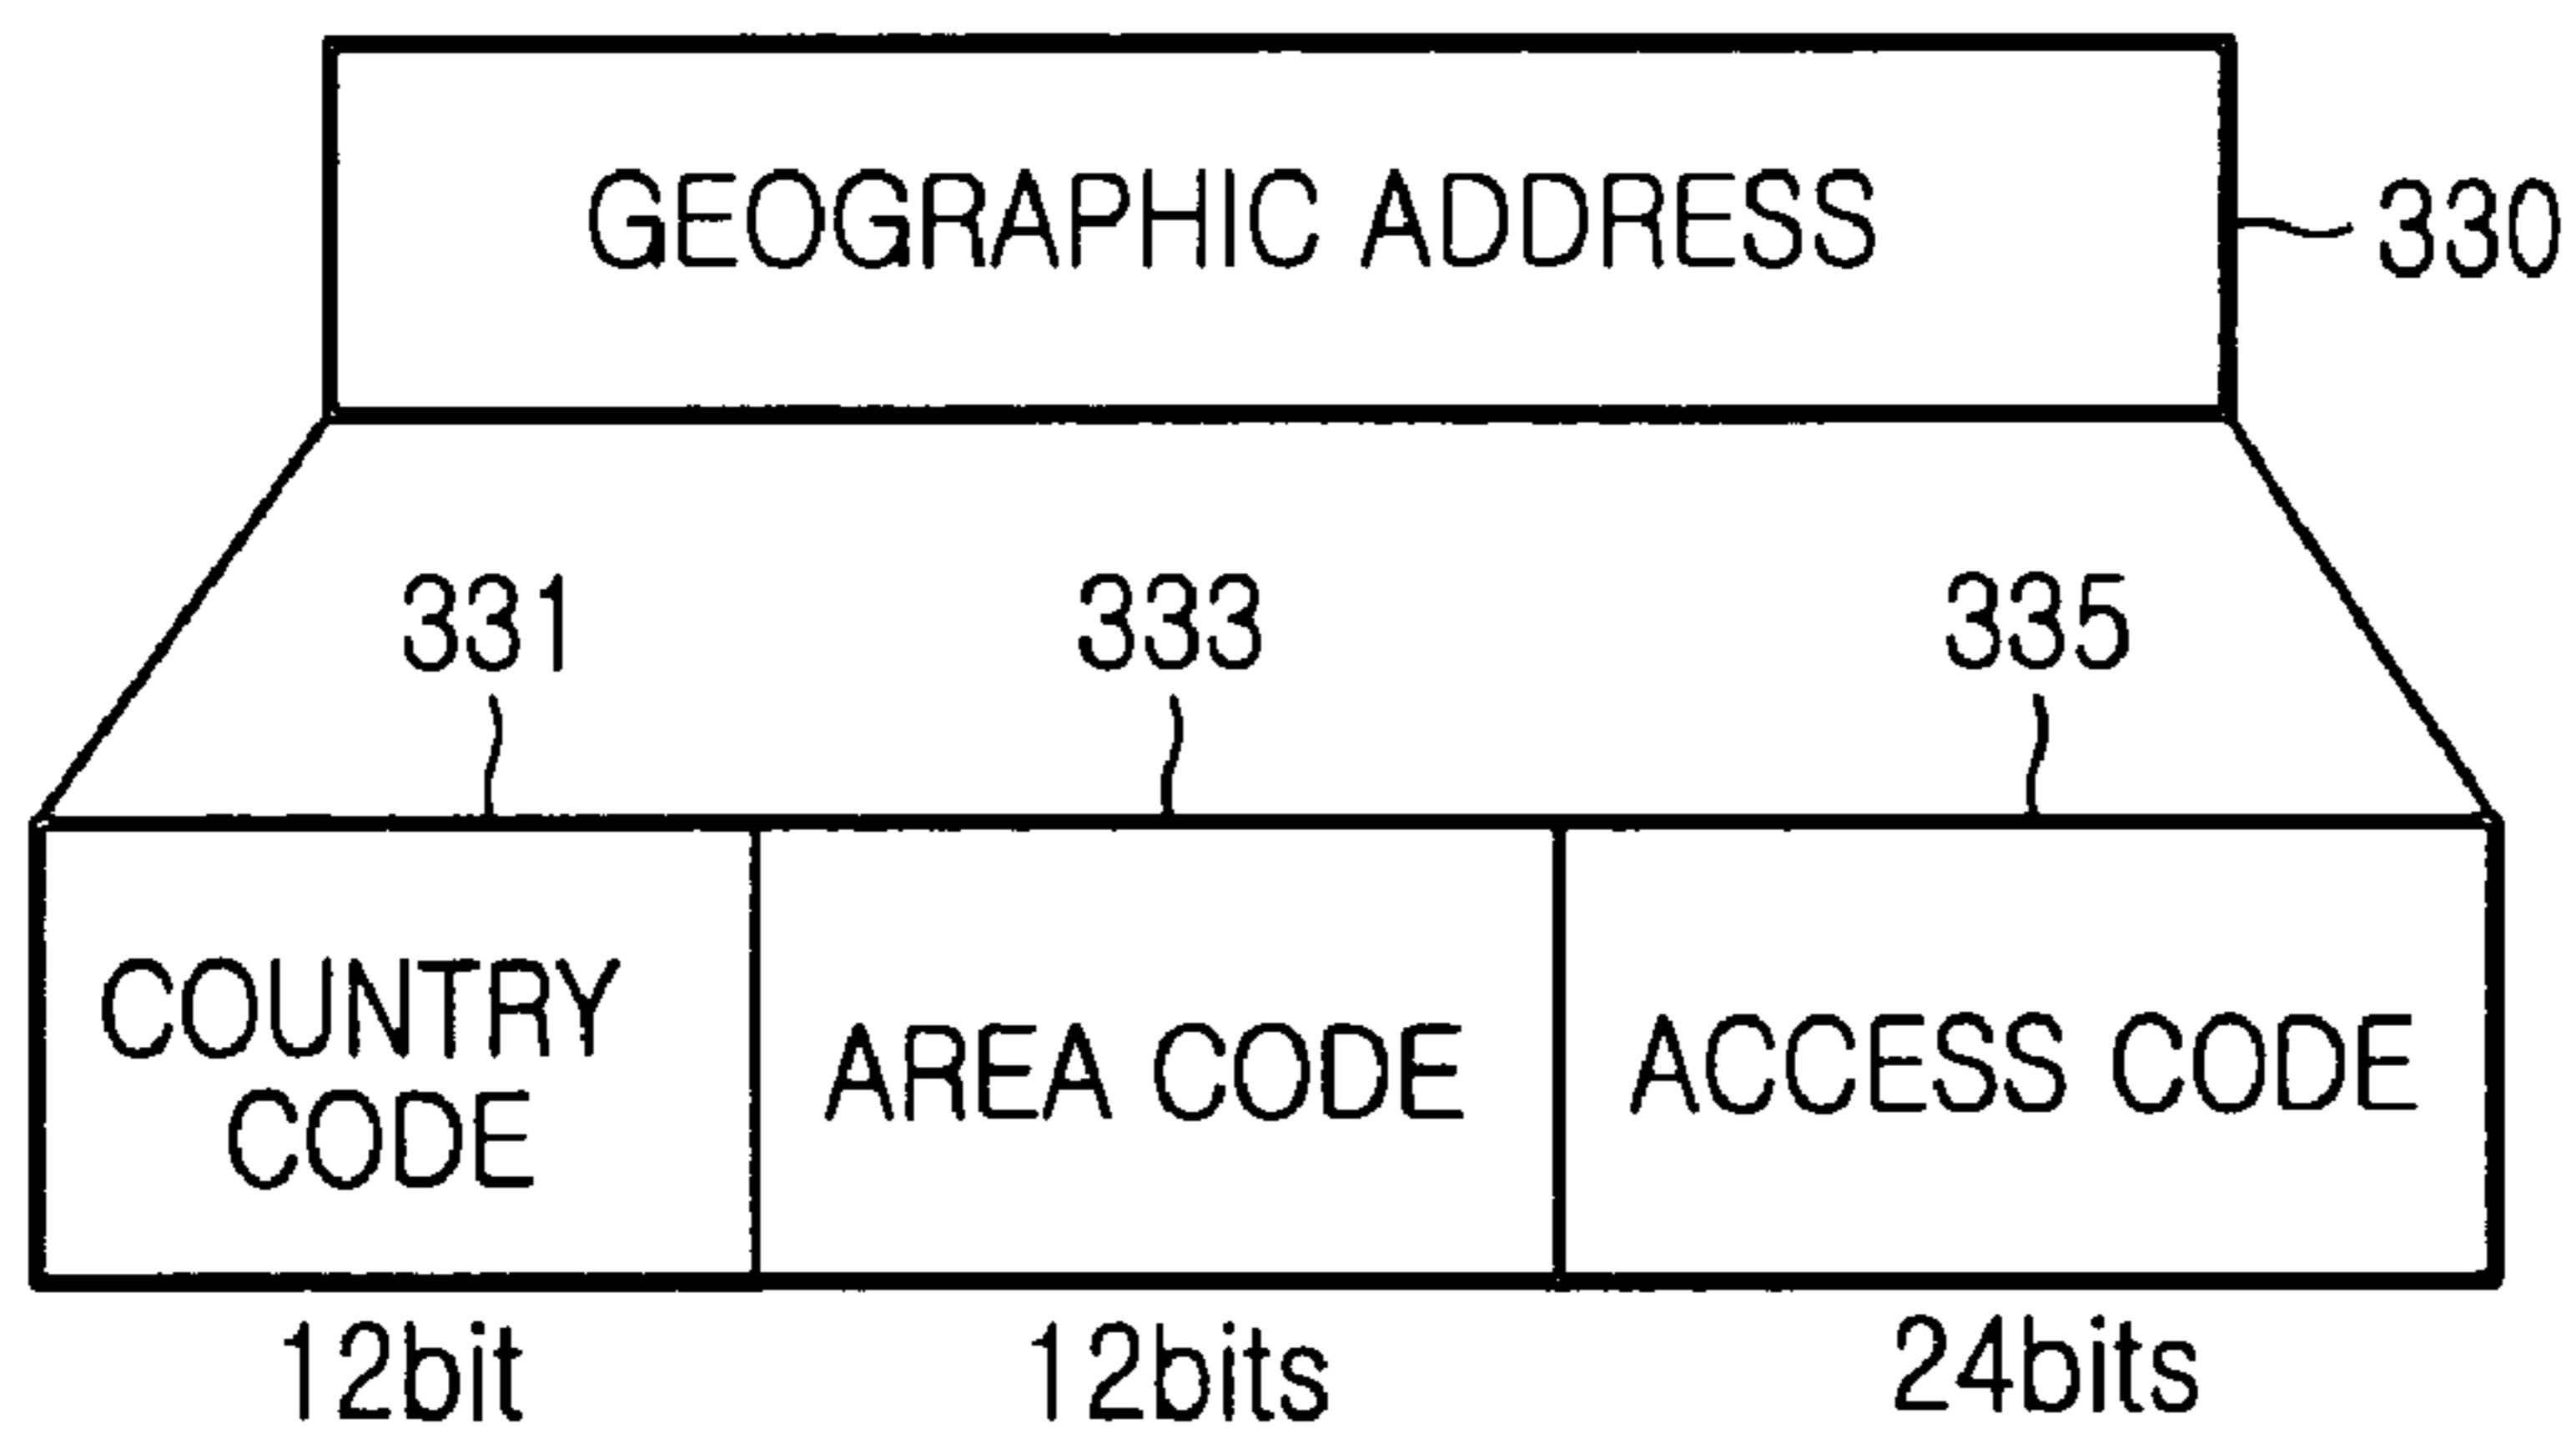 GEOGRAPHIC ADDRESS
330
331
333
335
COUNTRY
CODE
AREA CODE
ACCESS CODE
12bit
12bits
24bits